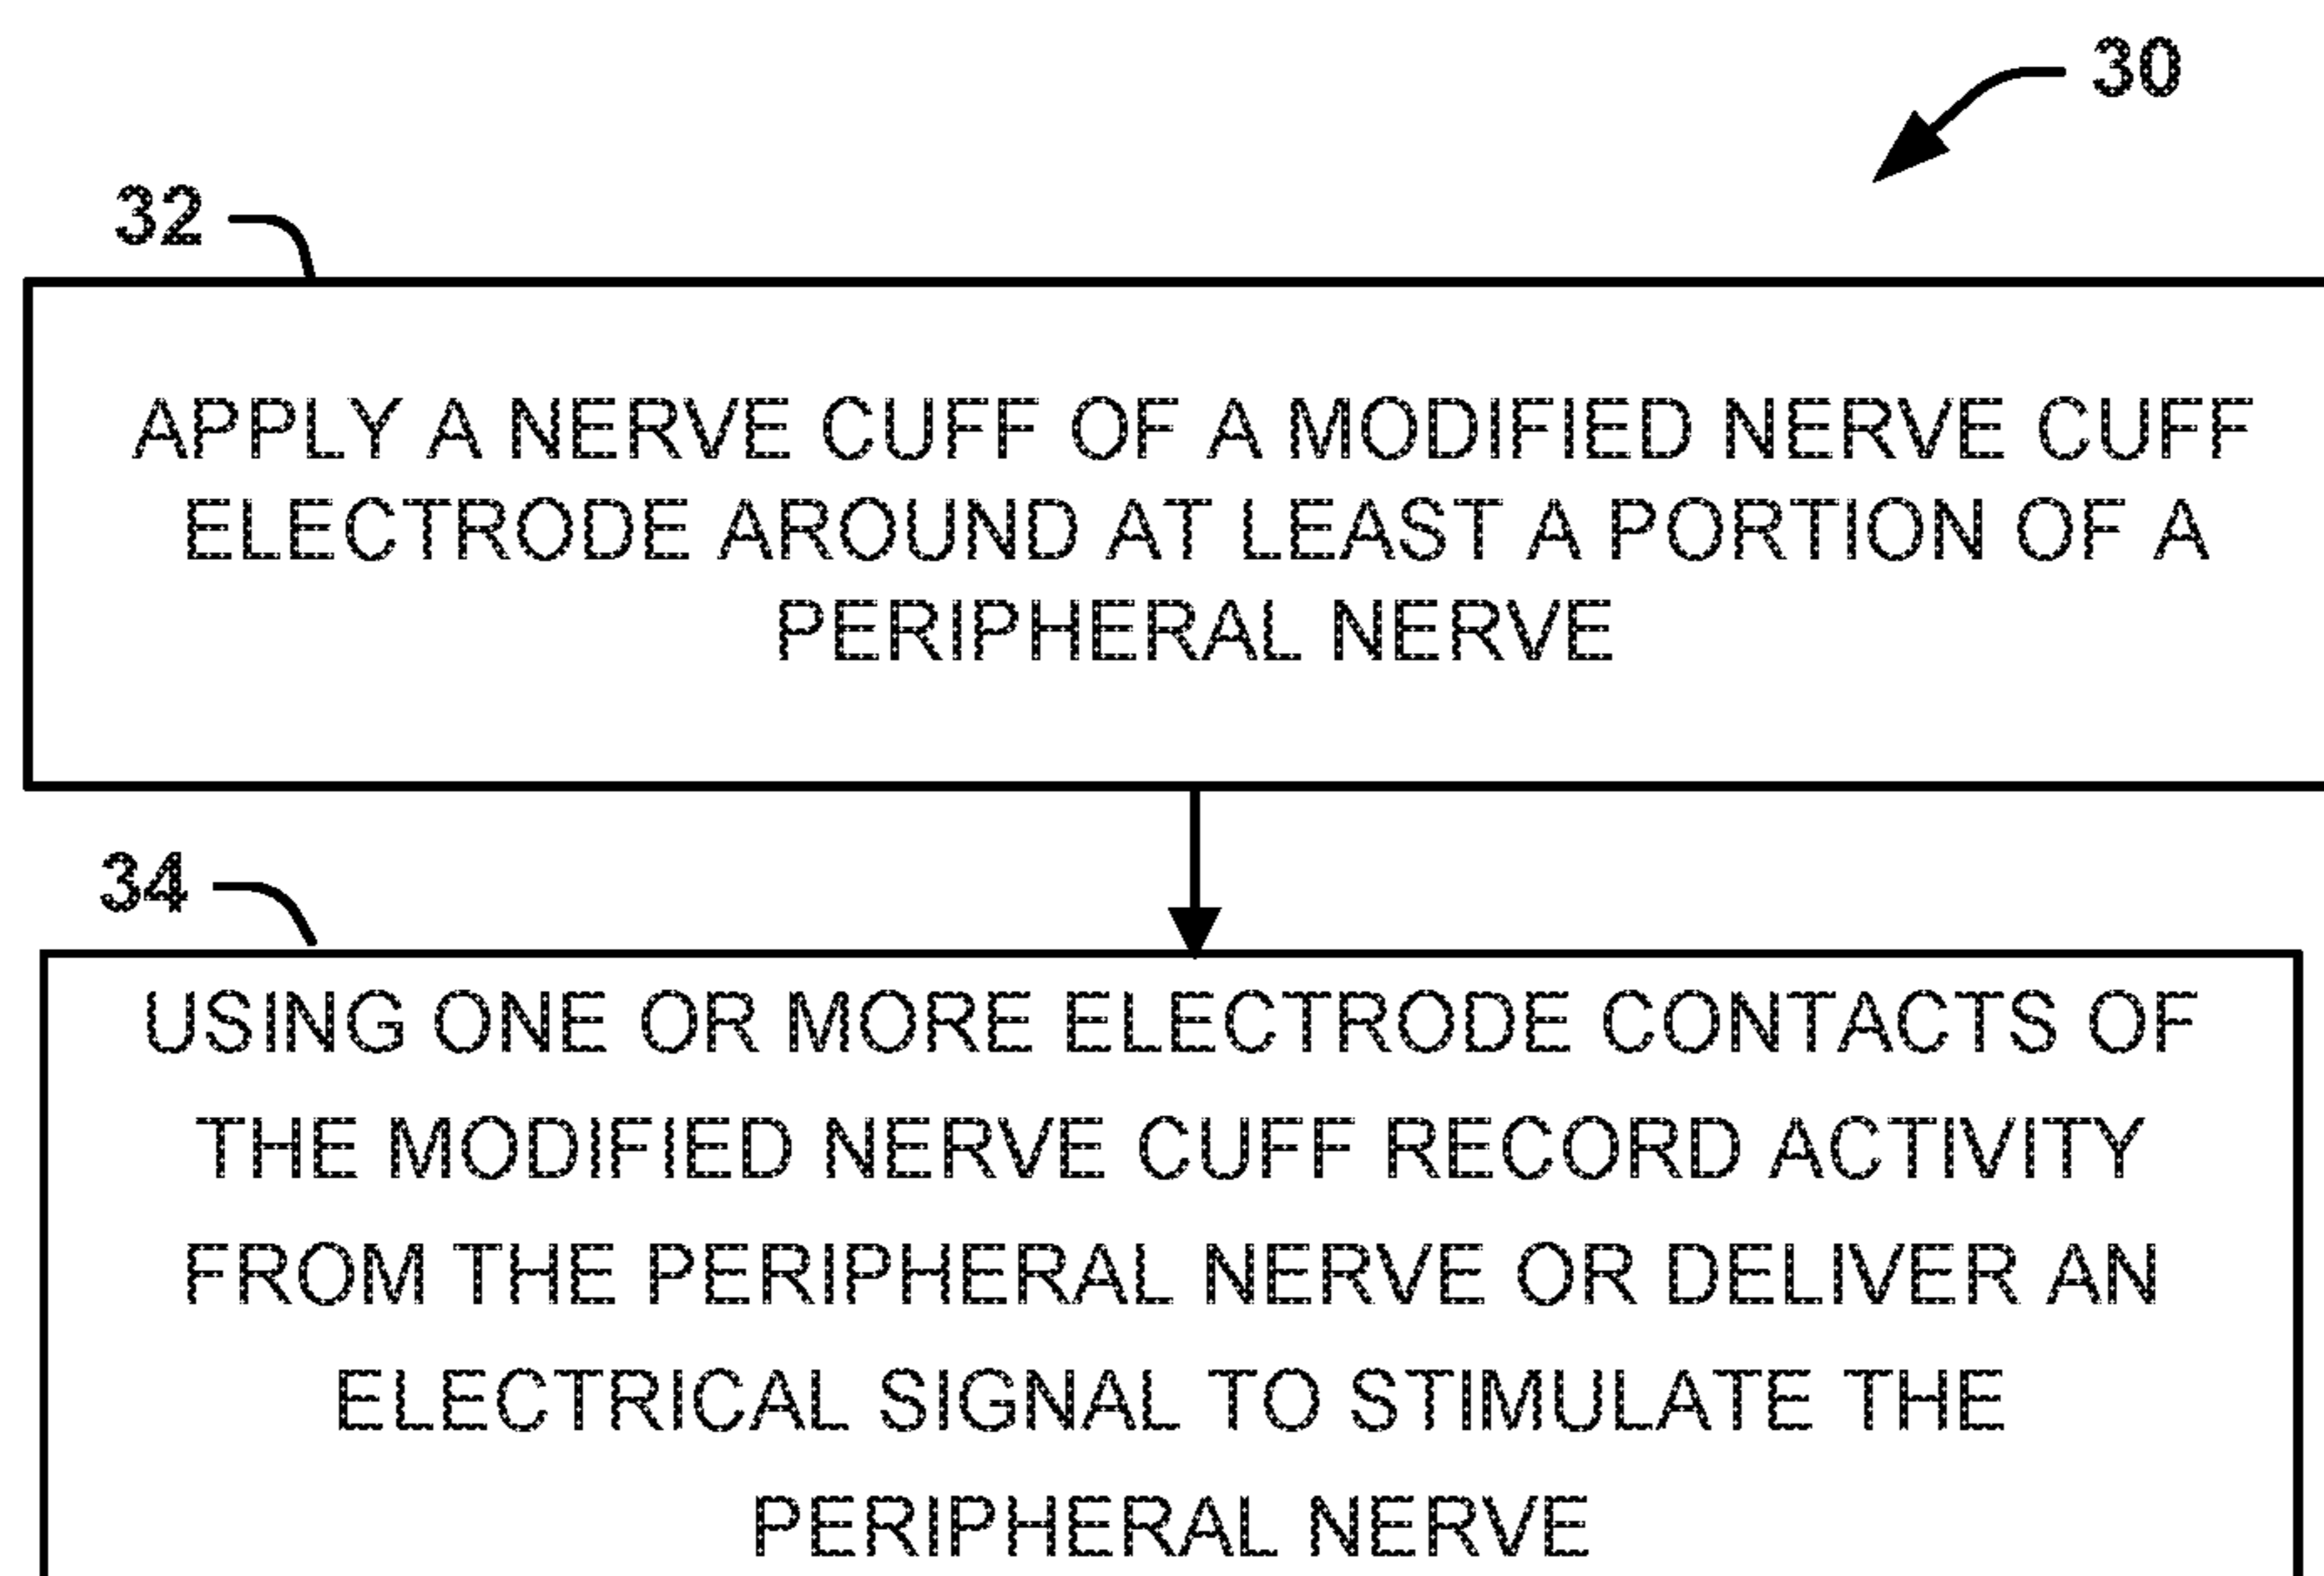 30
32
APPLY A NERVE CUFF OF A MODIFIED NERVE CUFF
ELECTRODE AROUND AT LEAST A PORTION OF A
PERIPHERAL NERVE
34
USING ONE OR MORE ELECTRODE CONTACTS OF
THE MODIFIED NERVE CUFF RECORD ACTIVITY
FROM THE PERIPHERAL NERVE OR DELIVER AN
ELECTRICAL SIGNAL TO STIMULATE THE
PERIPHERAL NERVE